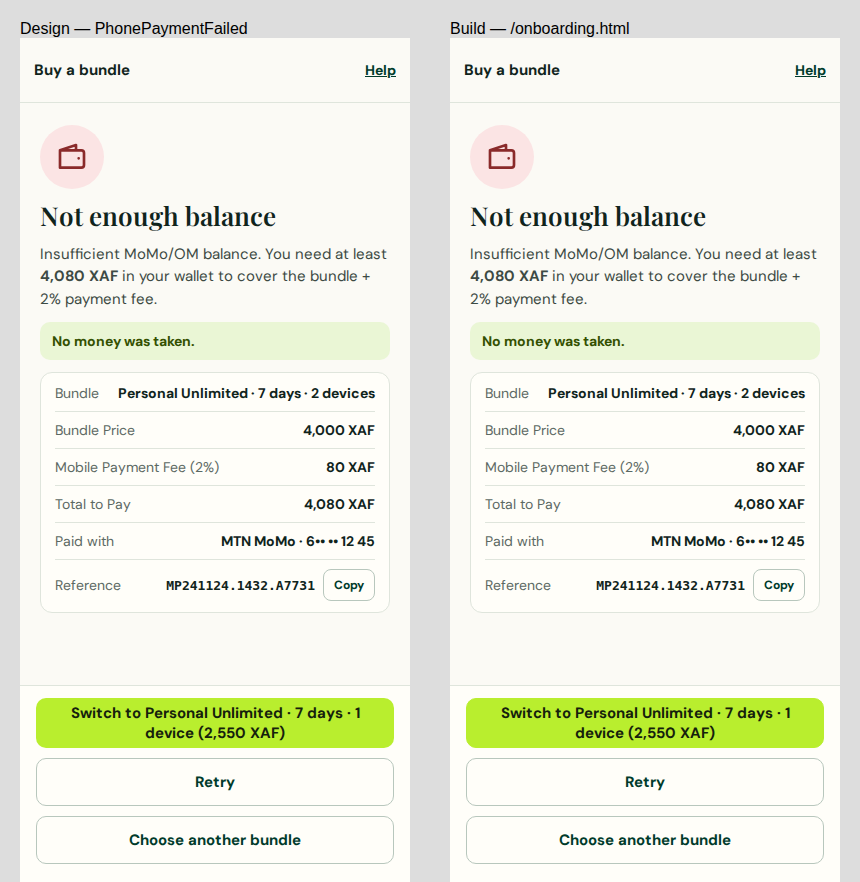 Design — PhonePaymentFailed
Buy a bundle Help
Not enough balance
Insufficient MoMo/OM balance. You need at least
4,080 XAF in your wallet to cover the bundle +
2% payment fee.
No money was taken.
Bundle Personal Unlimited · 7 days · 2 devices
Bundle Price 4,000 XAF
Mobile Payment Fee (2%) 80 XAF
Total to Pay 4,080 XAF
Paid with MTN MoMo · 6•• •• 12 45
Reference MP241124.1432.A7731 Copy
Switch to Personal Unlimited · 7 days · 1
device (2,550 XAF)
Retry
Choose another bundle
Build — /onboarding.html
Buy a bundle Help
Not enough balance
Insufficient MoMo/OM balance. You need at least
4,080 XAF in your wallet to cover the bundle +
2% payment fee.
No money was taken.
Bundle Personal Unlimited · 7 days · 2 devices
Bundle Price 4,000 XAF
Mobile Payment Fee (2%) 80 XAF
Total to Pay 4,080 XAF
Paid with MTN MoMo · 6•• •• 12 45
Reference MP241124.1432.A7731 Copy
Switch to Personal Unlimited · 7 days · 1
device (2,550 XAF)
Retry
Choose another bundle